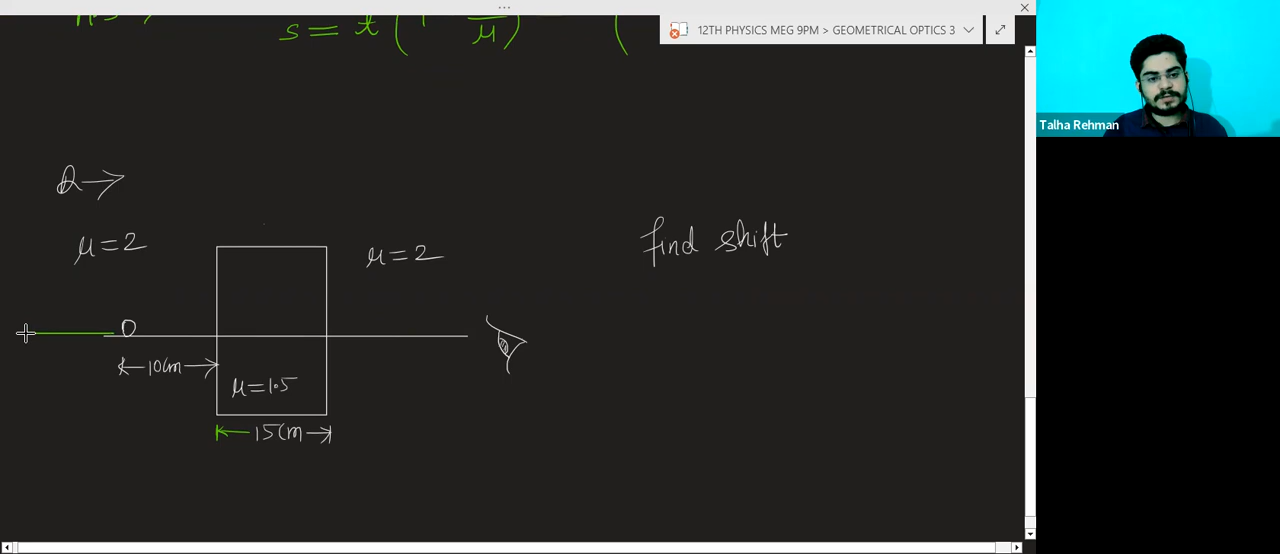 s = t (1 - 1/μ) = (
12TH PHYSICS MEG 9PM > GEOMETRICAL OPTICS 3
Talha Rehman
Q →
μ = 2
μ = 2
find shift
O
10cm
μ = 1.5
15cm